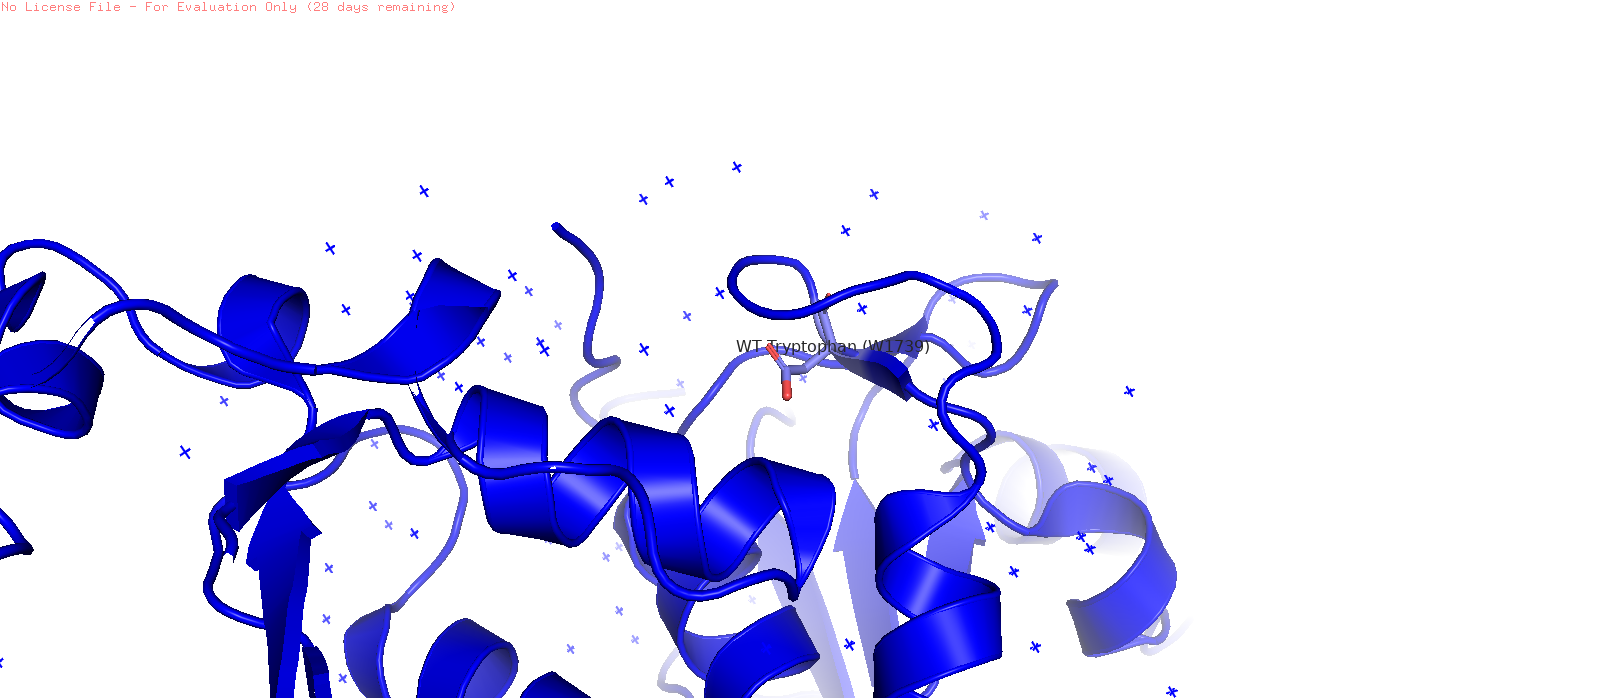 No License File - For Evaluation Only (28 days remaining)
WT Tryptophan (W1739)